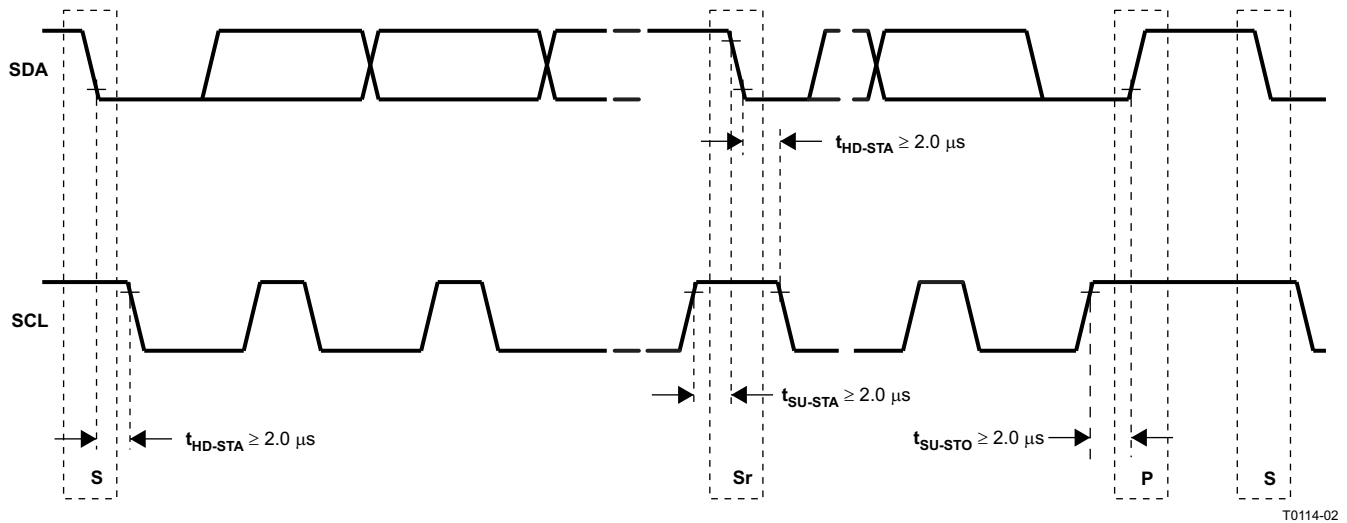 SDA
t_HD-STA ≥ 2.0 μs
SCL
t_SU-STA ≥ 2.0 μs
t_HD-STA ≥ 2.0 μs
t_SU-STO ≥ 2.0 μs
S
Sr
P
S
T0114-02